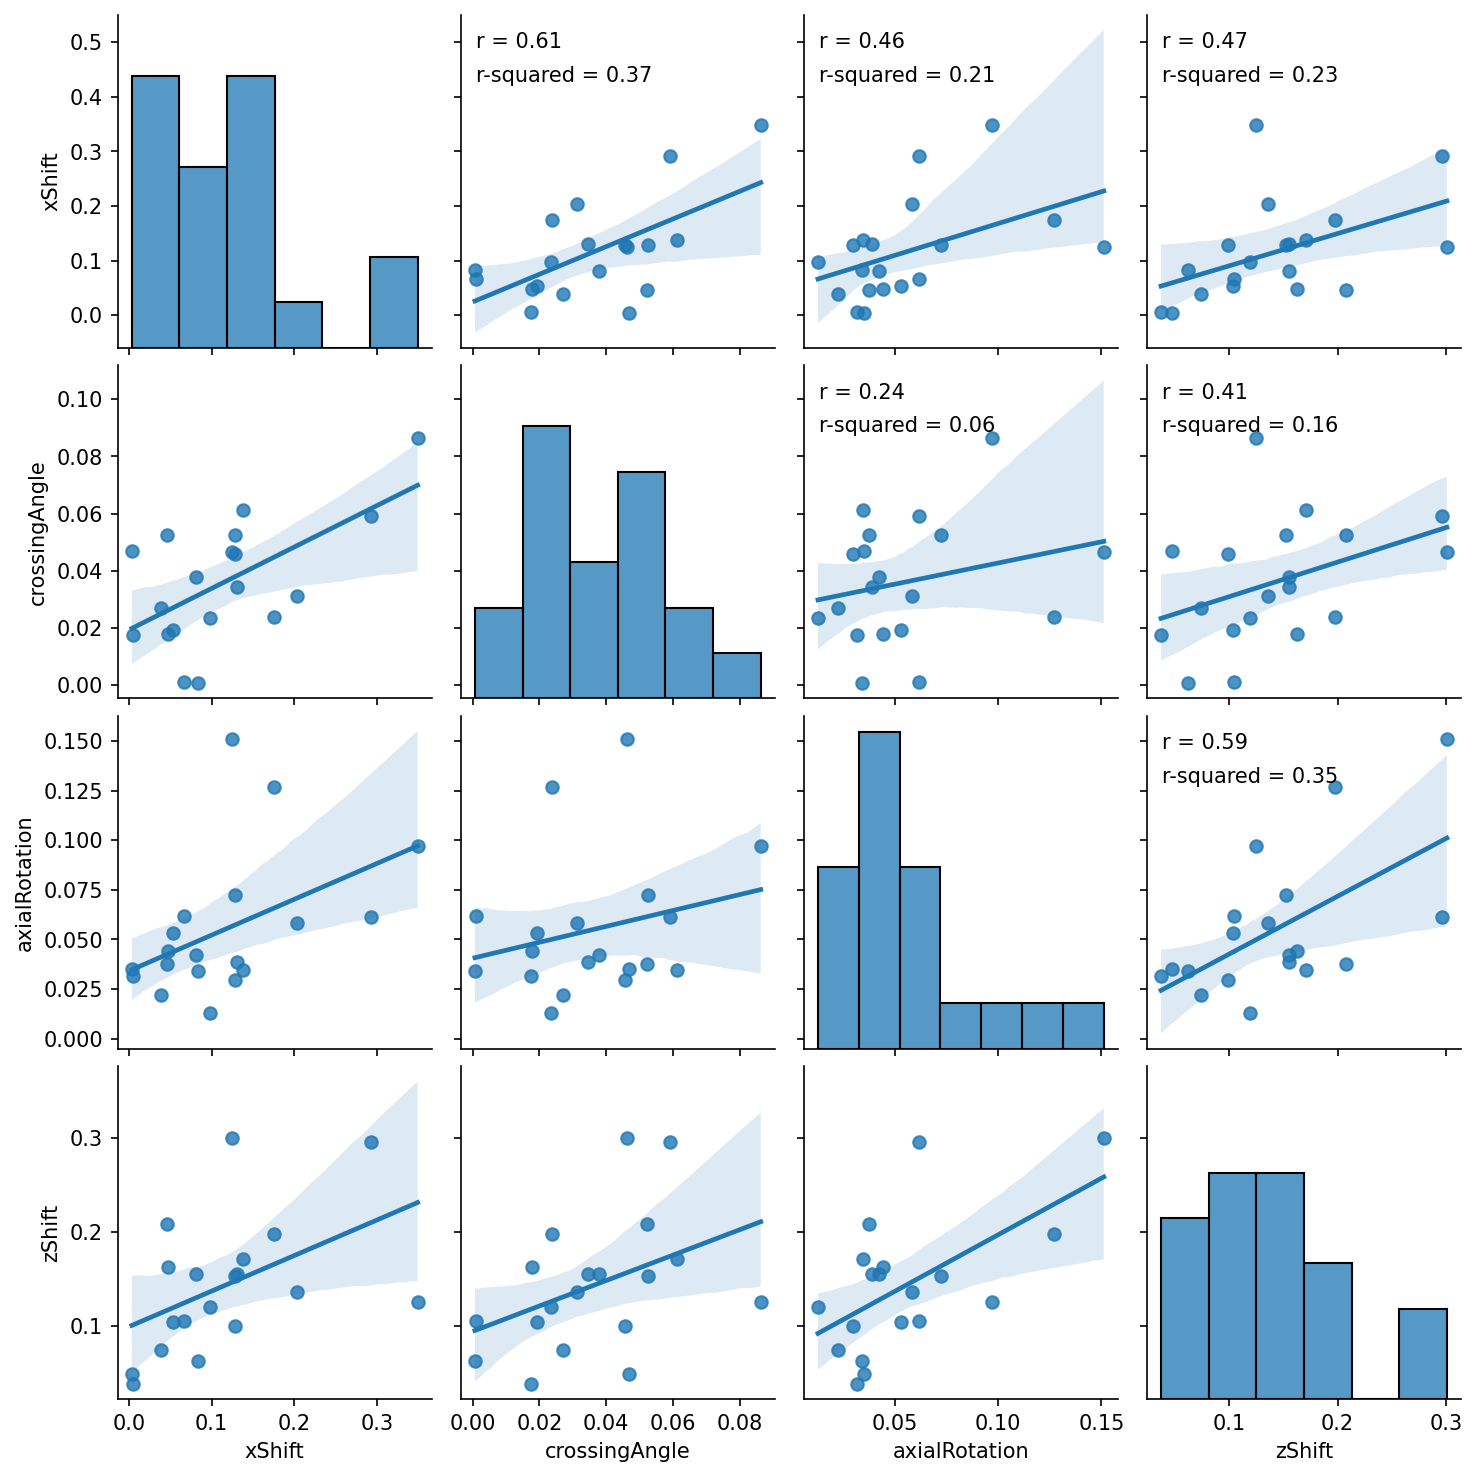 0.5
0.4
0.3
0.2
0.1
0.0
xShift
r = 0.61
r-squared = 0.37
r = 0.46
r-squared = 0.21
r = 0.47
r-squared = 0.23
0.10
0.08
0.06
0.04
0.02
0.00
crossingAngle
r = 0.24
r-squared = 0.06
r = 0.41
r-squared = 0.16
0.150
0.125
0.100
0.075
0.050
0.025
0.000
axialRotation
r = 0.59
r-squared = 0.35
0.3
0.2
0.1
zShift
0.0 0.1 0.2 0.3
xShift
0.00 0.02 0.04 0.06 0.08
crossingAngle
0.05 0.10 0.15
axialRotation
0.1 0.2 0.3
zShift